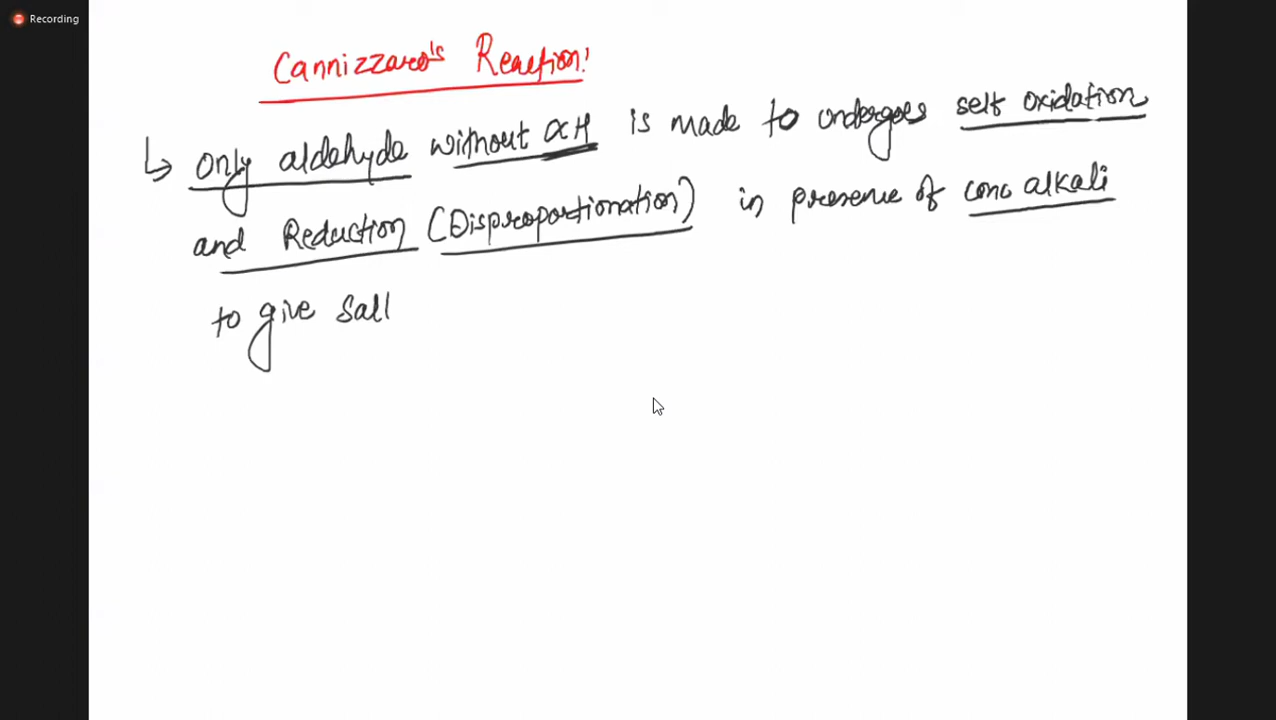 Recording
Cannizzaro's Reaction:
↳ Only aldehyde without αH is made to undergoes self oxidation
and Reduction (Disproportionation) in presence of conc alkali
to give Sall